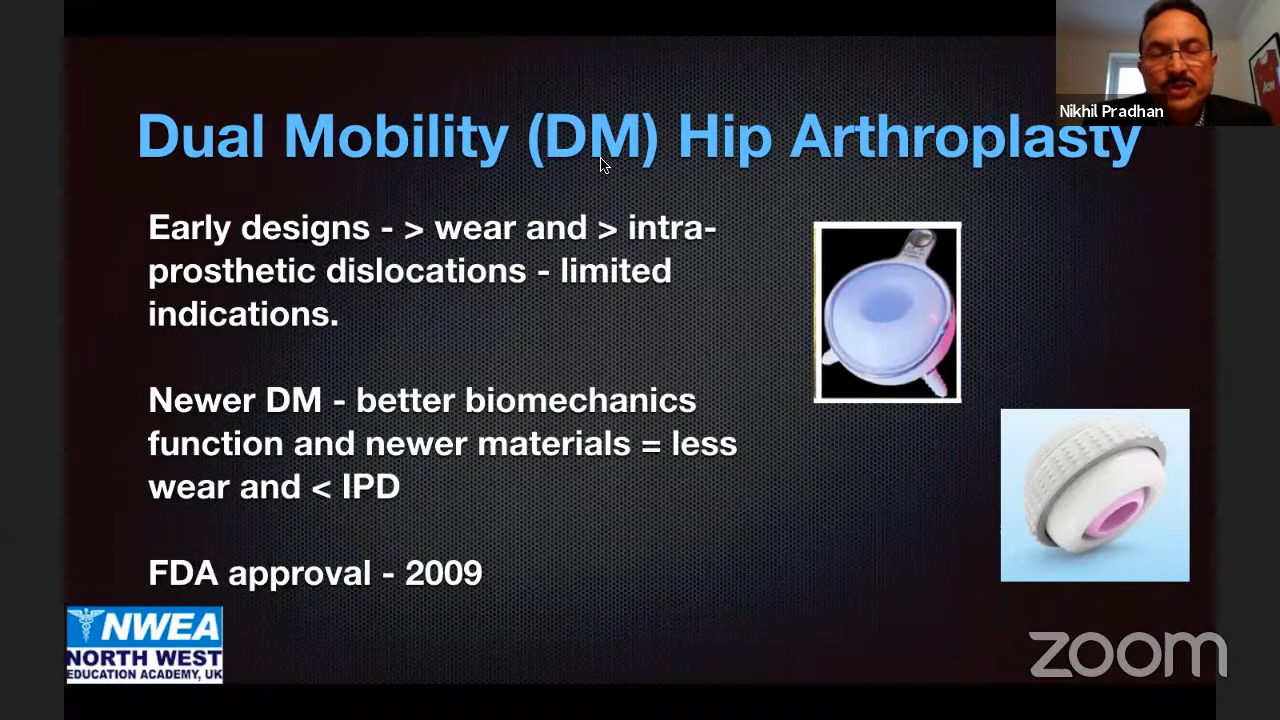 Nikhil Pradhan
Dual Mobility (DM) Hip Arthroplasty
Early designs - > wear and > intra-
prosthetic dislocations - limited
indications.
Newer DM - better biomechanics
function and newer materials = less
wear and < IPD
FDA approval - 2009
NWEA
NORTH WEST
EDUCATION ACADEMY, UK
zoom